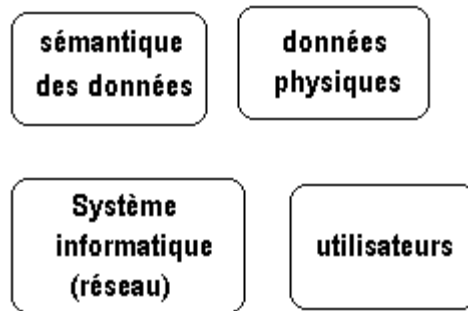 sémantique
des données
données
physiques
Système
informatique
(réseau)
utilisateurs